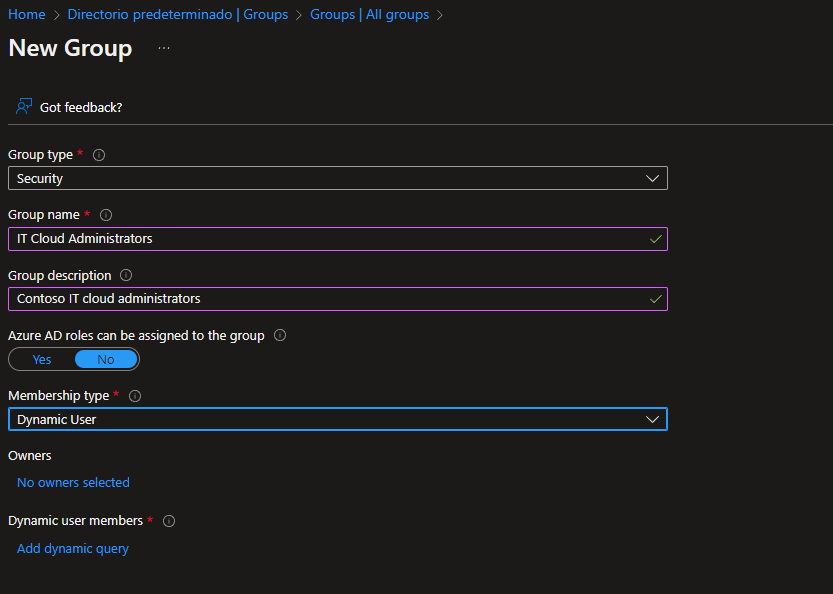 Home > Directorio predeterminado | Groups > Groups | All groups >
New Group ...
Got feedback?
Group type *
Security
Group name *
IT Cloud Administrators
Group description
Contoso IT cloud administrators
Azure AD roles can be assigned to the group
Yes No
Membership type *
Dynamic User
Owners
No owners selected
Dynamic user members *
Add dynamic query